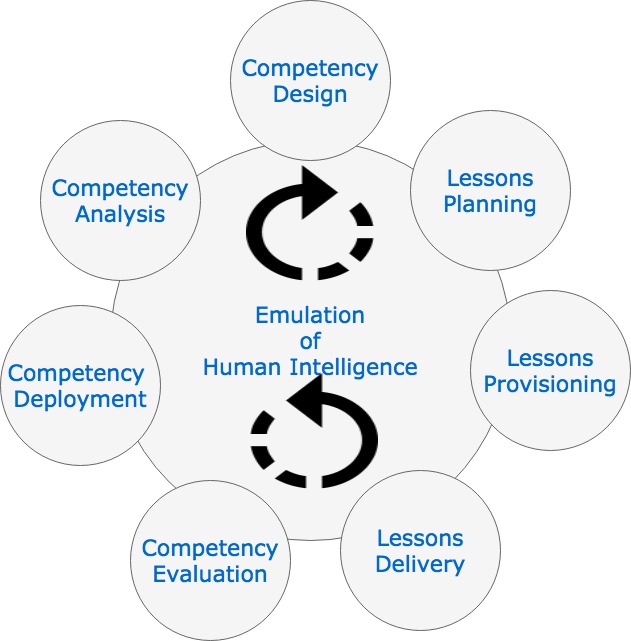 Competency
Design
Lessons
Planning
Lessons
Provisioning
Lessons
Delivery
Competency
Evaluation
Competency
Deployment
Competency
Analysis
Emulation
of
Human Intelligence